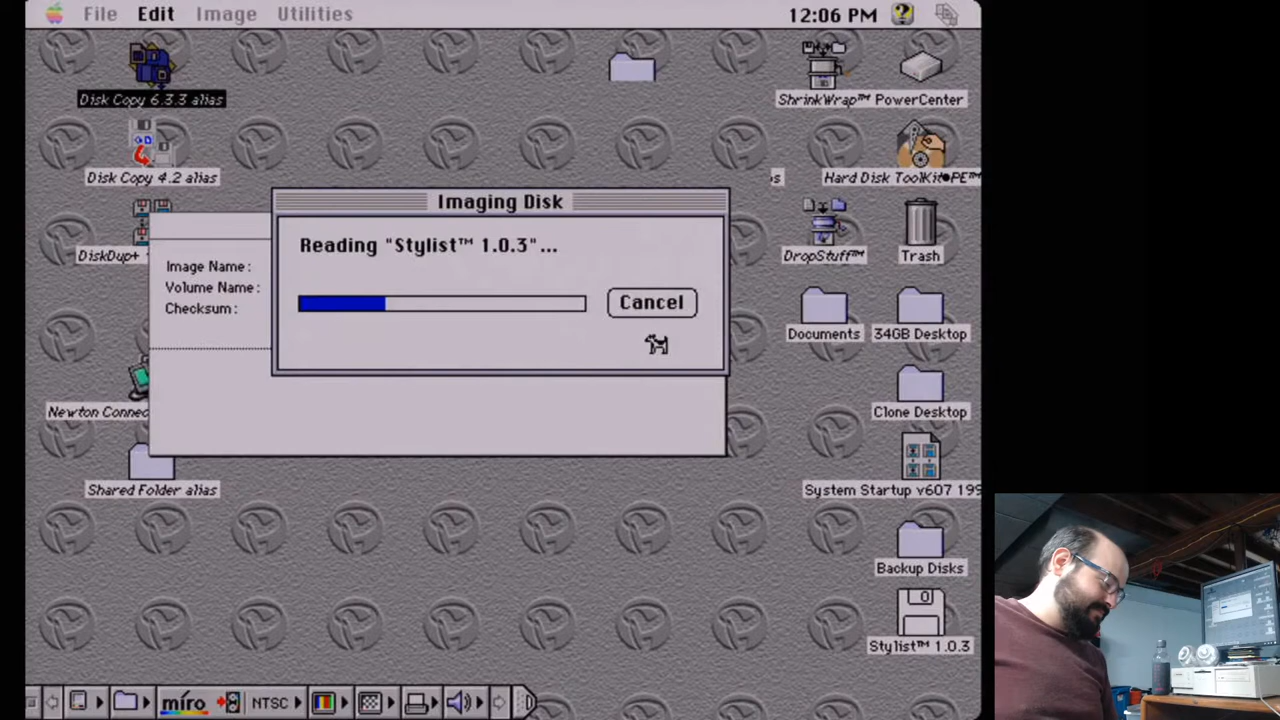 File Edit Image Utilities 12:06 PM
Disk Copy 6.3.3 alias
ShrinkWrap™ PowerCenter
Disk Copy 4.2 alias
Hard Disk ToolKit•PE™
DiskDup+
DropStuff™
Trash
Imaging Disk
Reading "Stylist™ 1.0.3"...
Cancel
Image Name:
Volume Name:
Checksum:
Documents
34GB Desktop
Newton Connec
Clone Desktop
Shared Folder alias
System Startup v607 199
Backup Disks
Stylist™ 1.0.3
miro NTSC